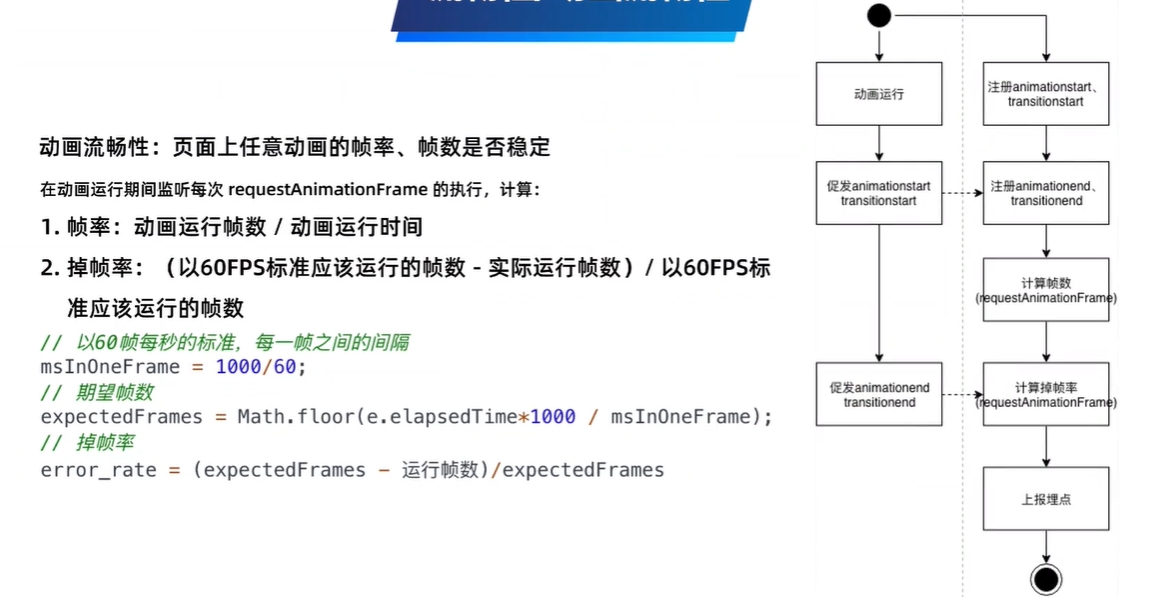 动画流畅性：页面上任意动画的帧率、帧数是否稳定
在动画运行期间监听每次 requestAnimationFrame 的执行，计算：
1. 帧率：动画运行帧数 / 动画运行时间
2. 掉帧率：（以60FPS标准应该运行的帧数 - 实际运行帧数）/ 以60FPS标
准应该运行的帧数
// 以60帧每秒的标准，每一帧之间的间隔
msInOneFrame = 1000/60;
// 期望帧数
expectedFrames = Math.floor(e.elapsedTime*1000 / msInOneFrame);
// 掉帧率
error_rate = (expectedFrames - 运行帧数)/expectedFrames
动画运行
促发animationstart
transitionstart
促发animationend
transitionend
注册animationstart、
transitionstart
注册animationend、
transitionend
计算帧数
(requestAnimationFrame)
计算掉帧率
(requestAnimationFrame)
上报埋点